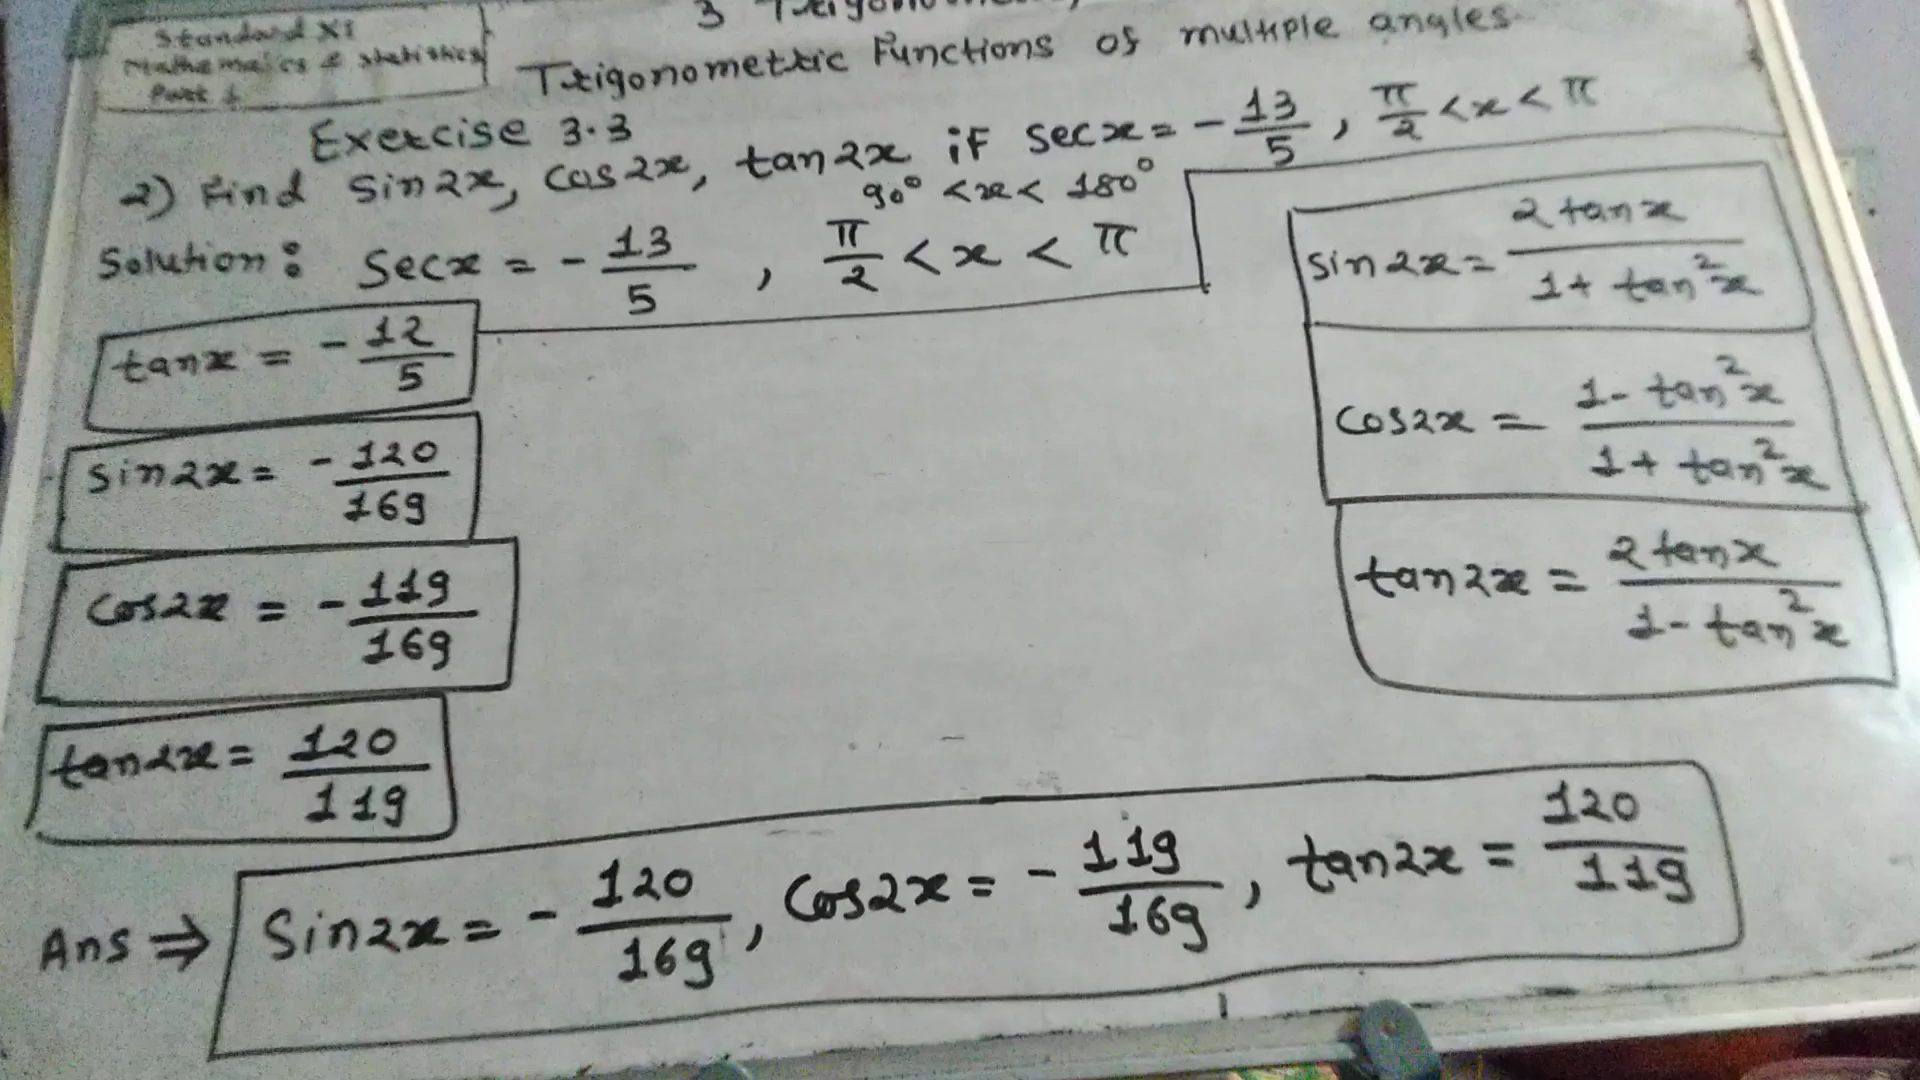 Standard XI
Mathematics & statistics
Part 1
3 Trigonomet
Trigonometric Functions of multiple angles
Exercise 3.3
2) Find sin2x, cos2x, tan2x if secx = -13/5, π/2 < x < π
90° < x < 180°
Solution: secx = -13/5, π/2 < x < π
tanx = -12/5
sin2x = -120/169
cos2x = -119/169
tan2x = 120/119
sin2x = 2tanx/1+tan²x
cos2x = 1-tan²x/1+tan²x
tan2x = 2tanx/1-tan²x
Ans ⇒ Sin2x = -120/169, Cos2x = -119/169, tan2x = 120/119